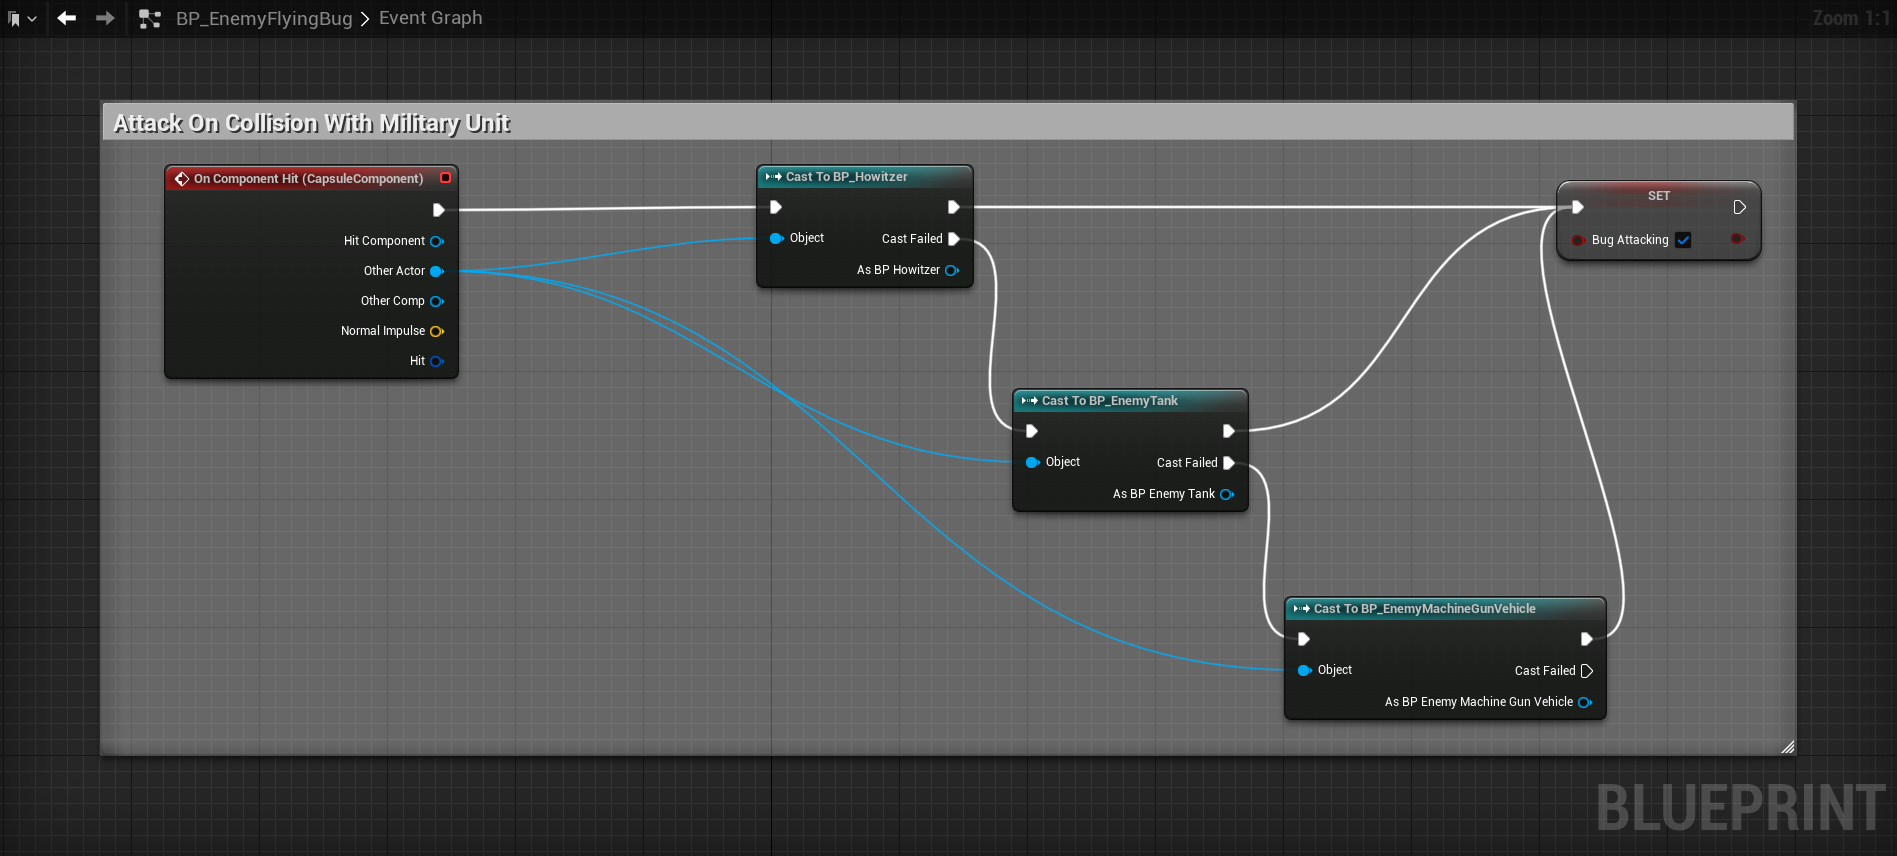 BP_EnemyFlyingBug > Event Graph
Zoom 1:1
Attack On Collision With Military Unit
On Component Hit (CapsuleComponent)
Hit Component
Other Actor
Other Comp
Normal Impulse
Hit
Cast To BP_Howitzer
Object
Cast Failed
As BP Howitzer
SET
Bug Attacking
Cast To BP_EnemyTank
Object
Cast Failed
As BP Enemy Tank
Cast To BP_EnemyMachineGunVehicle
Object
Cast Failed
As BP Enemy Machine Gun Vehicle
BLUEPRINT